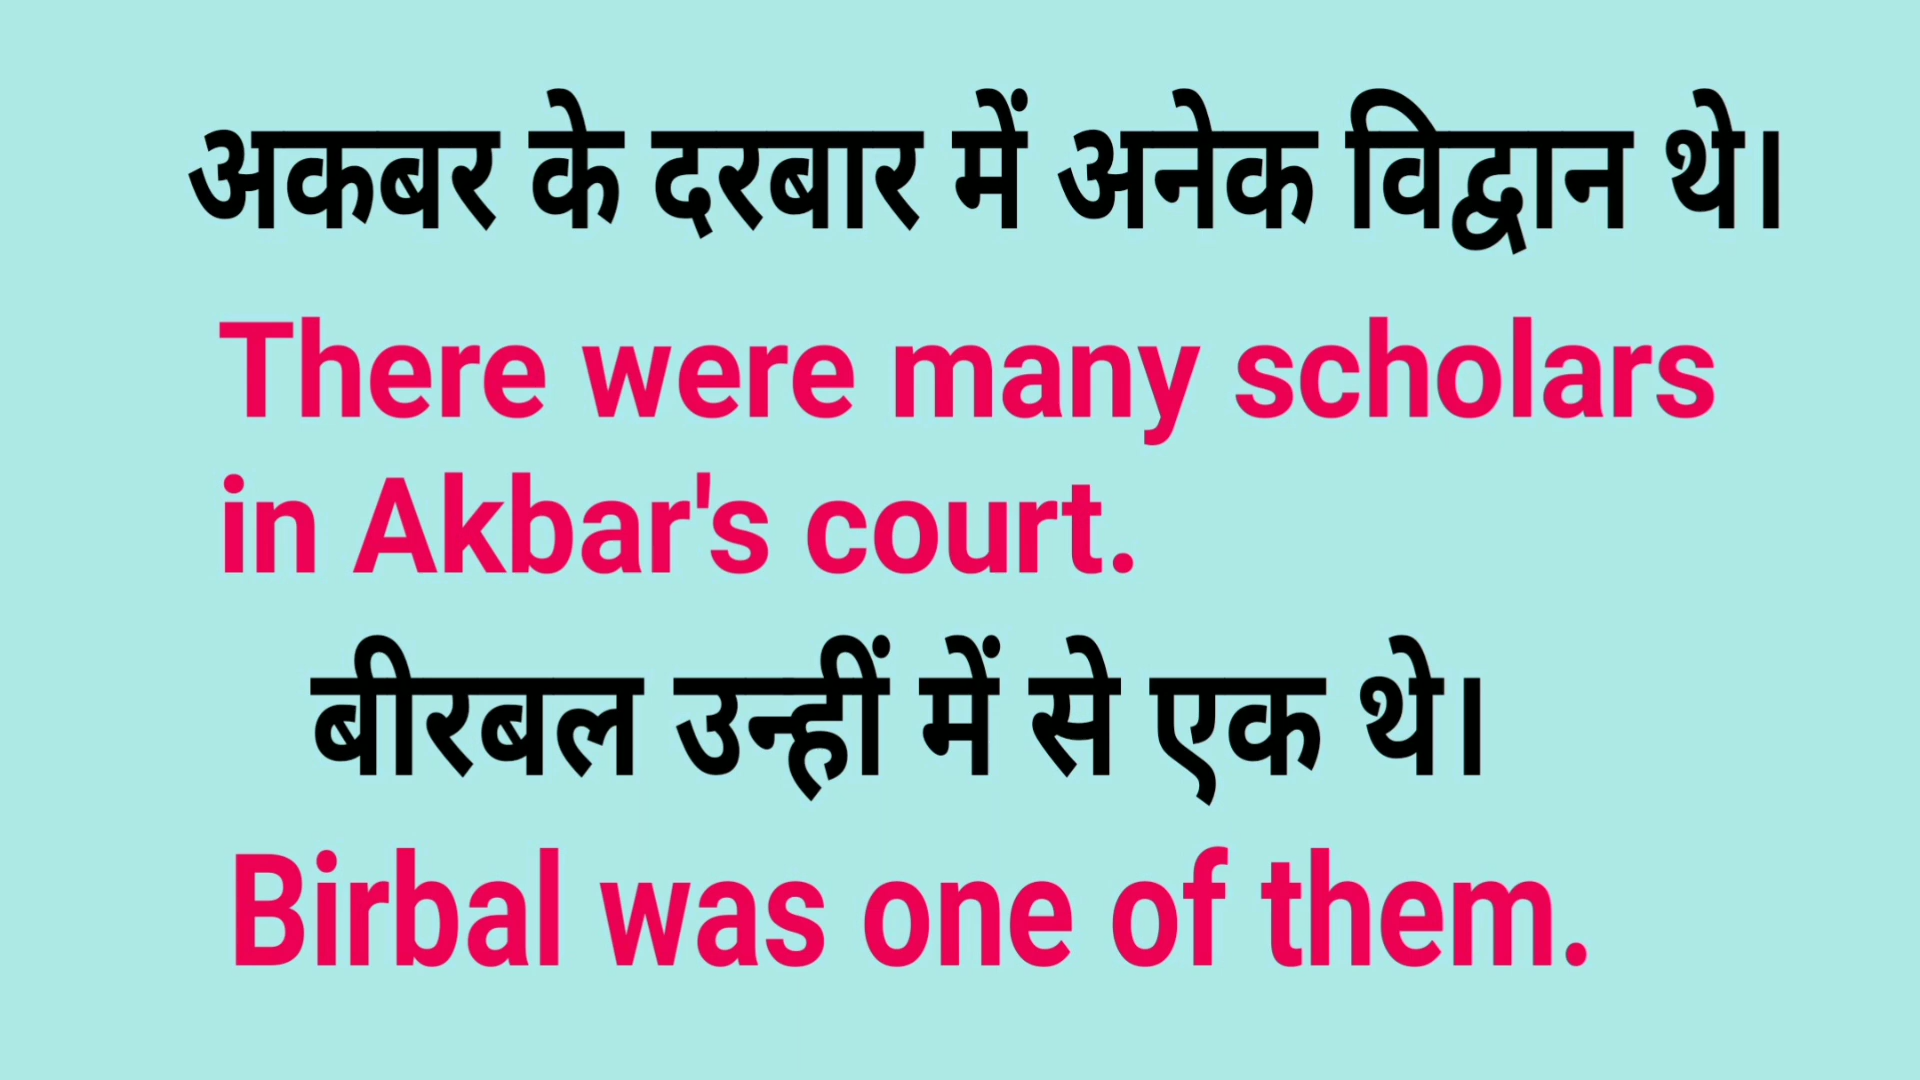 अकबर के दरबार में अनेक विद्वान थे।
There were many scholars
in Akbar's court.
बीरबल उन्हीं में से एक थे।
Birbal was one of them.